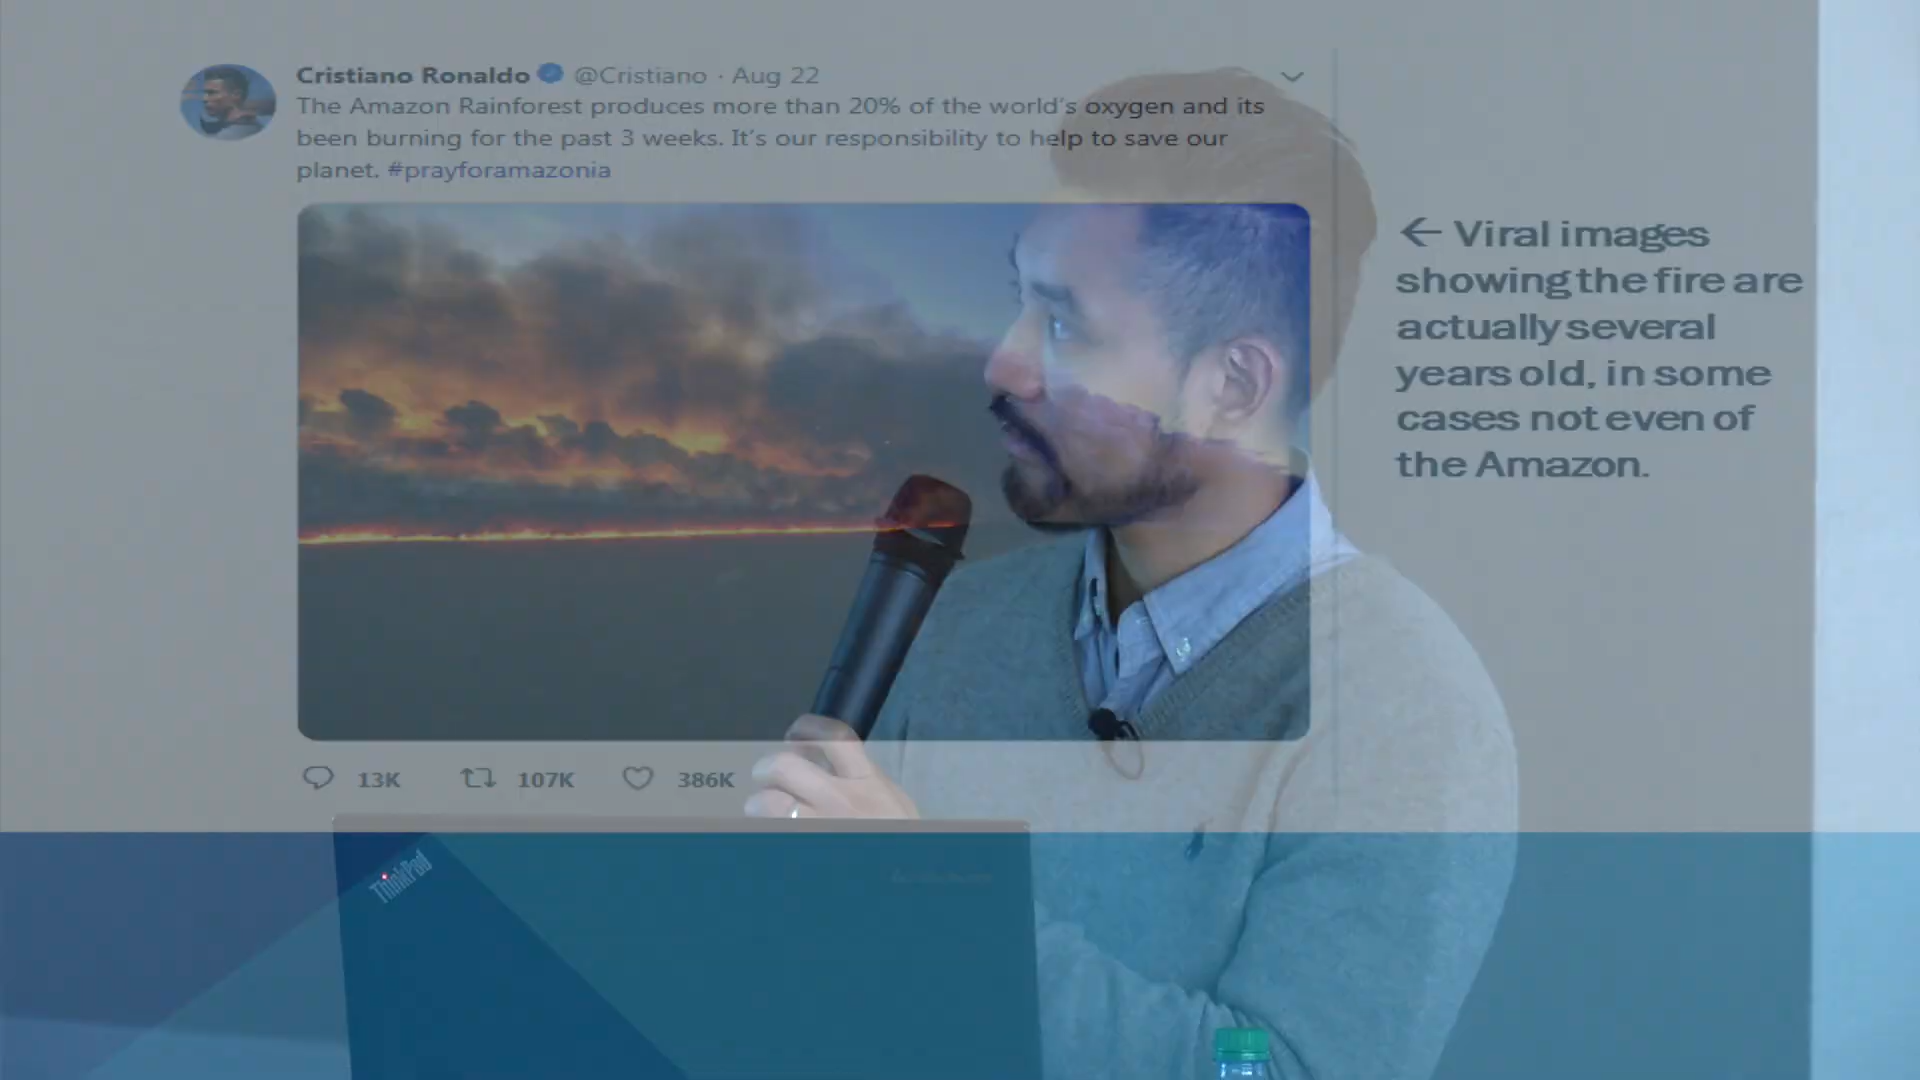 Cristiano Ronaldo @Cristiano · Aug 22
The Amazon Rainforest produces more than 20% of the world's oxygen and its
been burning for the past 3 weeks. It's our responsibility to help to save our
planet. #prayforamazonia
← Viral images
showing the fire are
actually several
years old, in some
cases not even of
the Amazon.
13K 107K 386K
ThinkPad